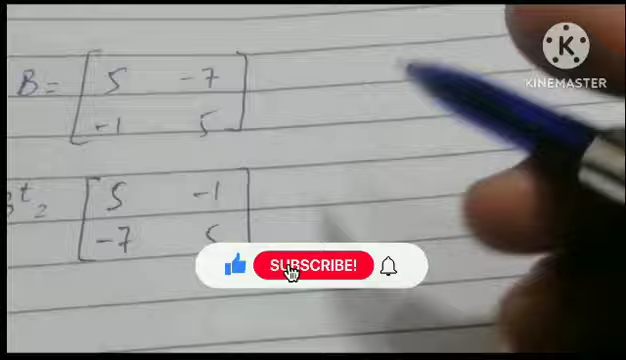 K
KINEMASTER
B = [ 5 -7
-1 5 ]
Bᵗ = [ 5 -1
-7 5 ]
SUBSCRIBE!